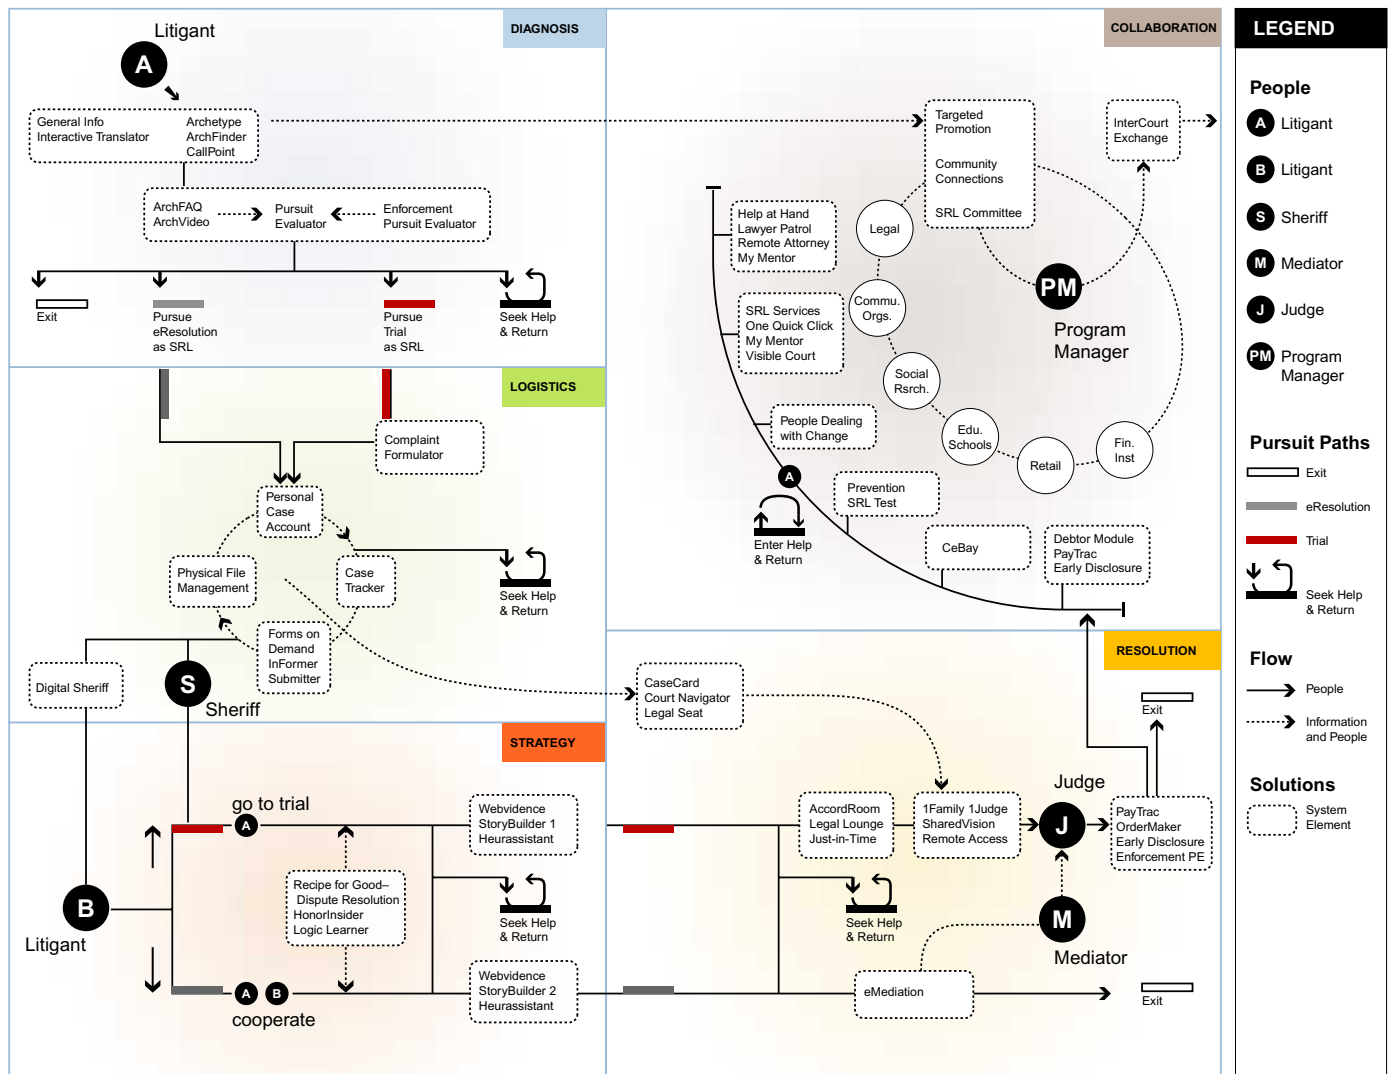 Litigant
A
DIAGNOSIS
General Info
Interactive Translator
Archetype
ArchFinder
CallPoint
ArchFAQ
ArchVideo
Pursuit
Evaluator
Enforcement
Pursuit Evaluator
Exit
Pursue
eResolution
as SRL
Pursue
Trial
as SRL
Seek Help
& Return
LOGISTICS
Complaint
Formulator
Personal
Case
Account
Physical File
Management
Case
Tracker
Seek Help
& Return
Forms on
Demand
InFormer
Submitter
Digital Sheriff
S
Sheriff
STRATEGY
go to trial
A
Webvidence
StoryBuilder 1
Heurassistant
Recipe for Good–
Dispute Resolution
HonorInsider
Logic Learner
Seek Help
& Return
B
Litigant
A
B
cooperate
Webvidence
StoryBuilder 2
Heurassistant
COLLABORATION
Targeted
Promotion
Community
Connections
SRL Committee
InterCourt
Exchange
Help at Hand
Lawyer Patrol
Remote Attorney
My Mentor
Legal
PM
Program
Manager
SRL Services
One Quick Click
My Mentor
Visible Court
Commu.
Orgs.
Social
Rsrch.
People Dealing
with Change
Edu.
Schools
Retail
Fin.
Inst
A
Enter Help
& Return
Prevention
SRL Test
CeBay
Debtor Module
PayTrac
Early Disclosure
RESOLUTION
CaseCard
Court Navigator
Legal Seat
Exit
AccordRoom
Legal Lounge
Just-in-Time
1Family 1Judge
SharedVision
Remote Access
Judge
J
PayTrac
OrderMaker
Early Disclosure
Enforcement PE
Seek Help
& Return
M
Mediator
eMediation
Exit
LEGEND
People
A Litigant
B Litigant
S Sheriff
M Mediator
J Judge
PM Program
Manager
Pursuit Paths
Exit
eResolution
Trial
Seek Help
& Return
Flow
People
Information
and People
Solutions
System
Element